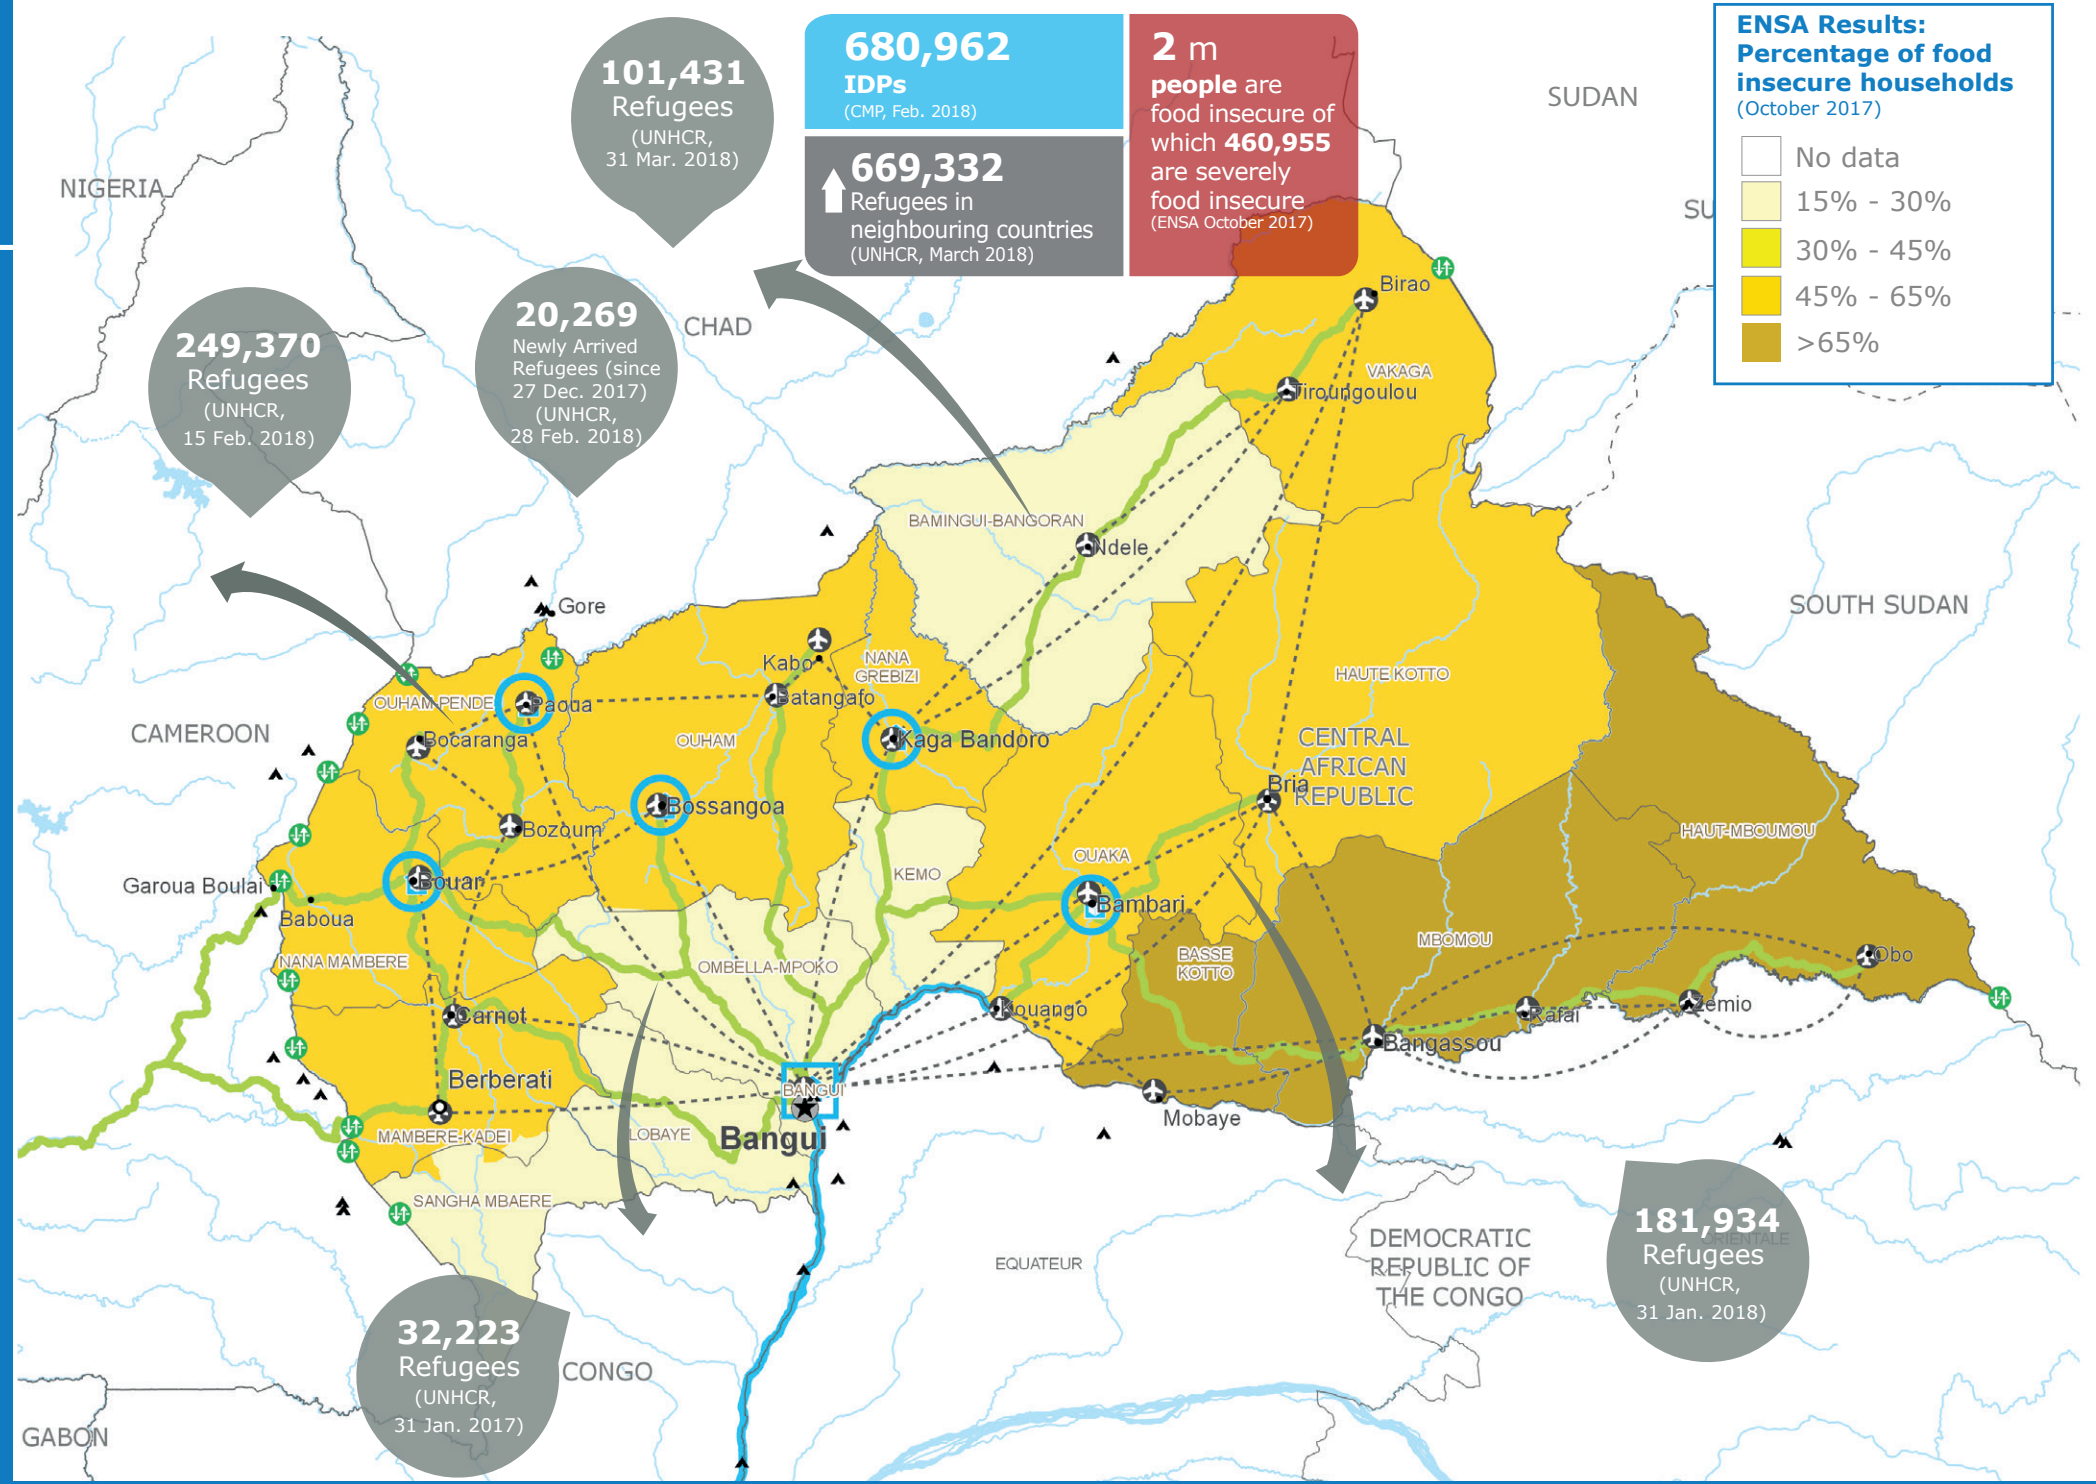 680,962
IDPs
(CMP, Feb. 2018)
669,332
Refugees in
neighbouring countries
(UNHCR, March 2018)
2 m
people are
food insecure of
which 460,955
are severely
food insecure
(ENSA October 2017)
ENSA Results:
Percentage of food
insecure households
(October 2017)
No data
15% - 30%
30% - 45%
45% - 65%
>65%
101,431
Refugees
(UNHCR,
31 Mar. 2018)
249,370
Refugees
(UNHCR,
15 Feb. 2018)
20,269
Newly Arrived
Refugees (since
27 Dec. 2017)
(UNHCR,
28 Feb. 2018)
SUDAN
NIGERIA
SU
CHAD
Birao
VAKAGA
Tiroungoulou
BAMINGUI-BANGORAN
Ndele
Gore
SOUTH SUDAN
Kabo
NANA
GREBIZI
HAUTE KOTTO
OUHAM-PENDE
Paoua
Batangafo
CAMEROON
Bocaranga
OUHAM
Kaga Bandoro
CENTRAL
AFRICAN
REPUBLIC
Bria
Bossangoa
Bozoum
HAUT-MBOUMOU
OUAKA
KEMO
Garoua Boulai
Bouar
Bambari
Baboua
MBOMOU
BASSE
KOTTO
NANA MAMBERE
OMBELLA-MPOKO
Obo
Carnot
Kouango
Rafai
Zemio
Bangassou
Berberati
BANGUI
Mobaye
MAMBERE-KADEI
LOBAYE
Bangui
SANGHA MBAERE
EQUATEUR
DEMOCRATIC
REPUBLIC OF
THE CONGO
181,934
Refugees
(UNHCR,
31 Jan. 2018)
ORIENTALE
32,223
Refugees
(UNHCR,
31 Jan. 2017)
CONGO
GABON